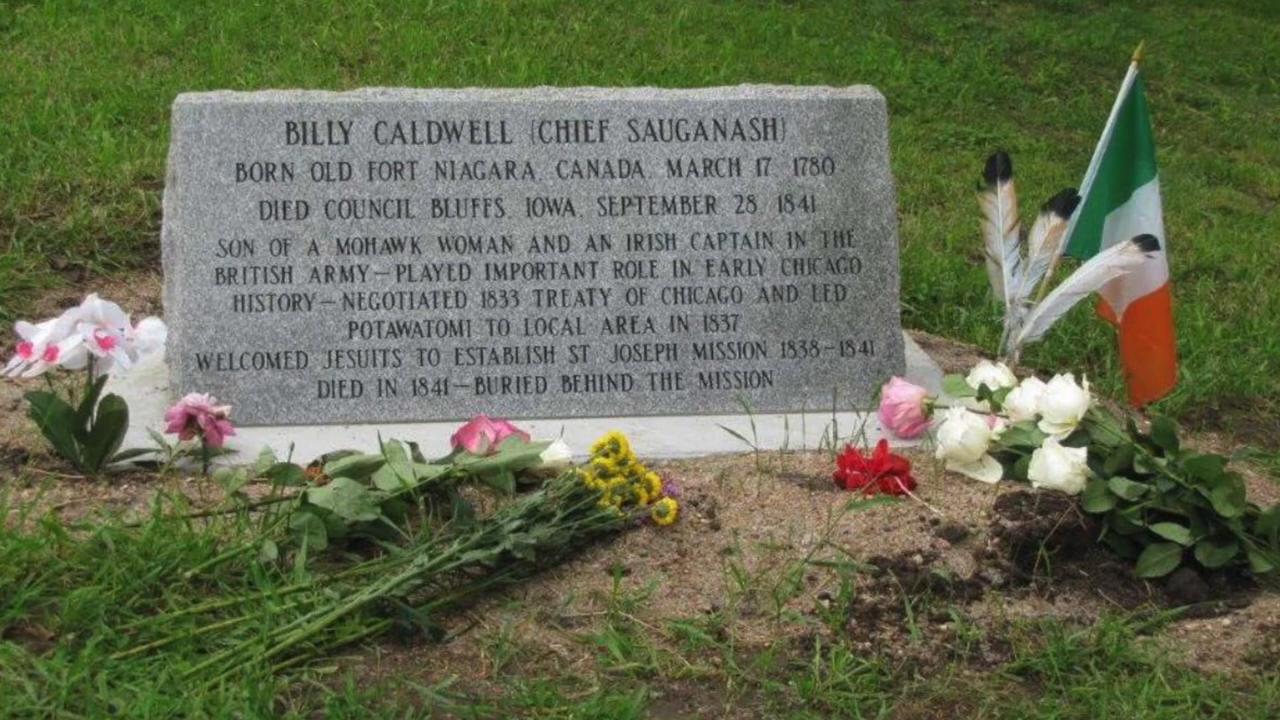 BILLY CALDWELL (CHIEF SAUGANASH)
BORN OLD FORT NIAGARA, CANADA, MARCH 17, 1780
DIED COUNCIL BLUFFS, IOWA, SEPTEMBER 28, 1841
SON OF A MOHAWK WOMAN AND AN IRISH CAPTAIN IN THE
BRITISH ARMY—PLAYED IMPORTANT ROLE IN EARLY CHICAGO
HISTORY—NEGOTIATED 1833 TREATY OF CHICAGO AND LED
POTAWATOMI TO LOCAL AREA IN 1837
WELCOMED JESUITS TO ESTABLISH ST. JOSEPH MISSION 1838-1841
DIED IN 1841—BURIED BEHIND THE MISSION